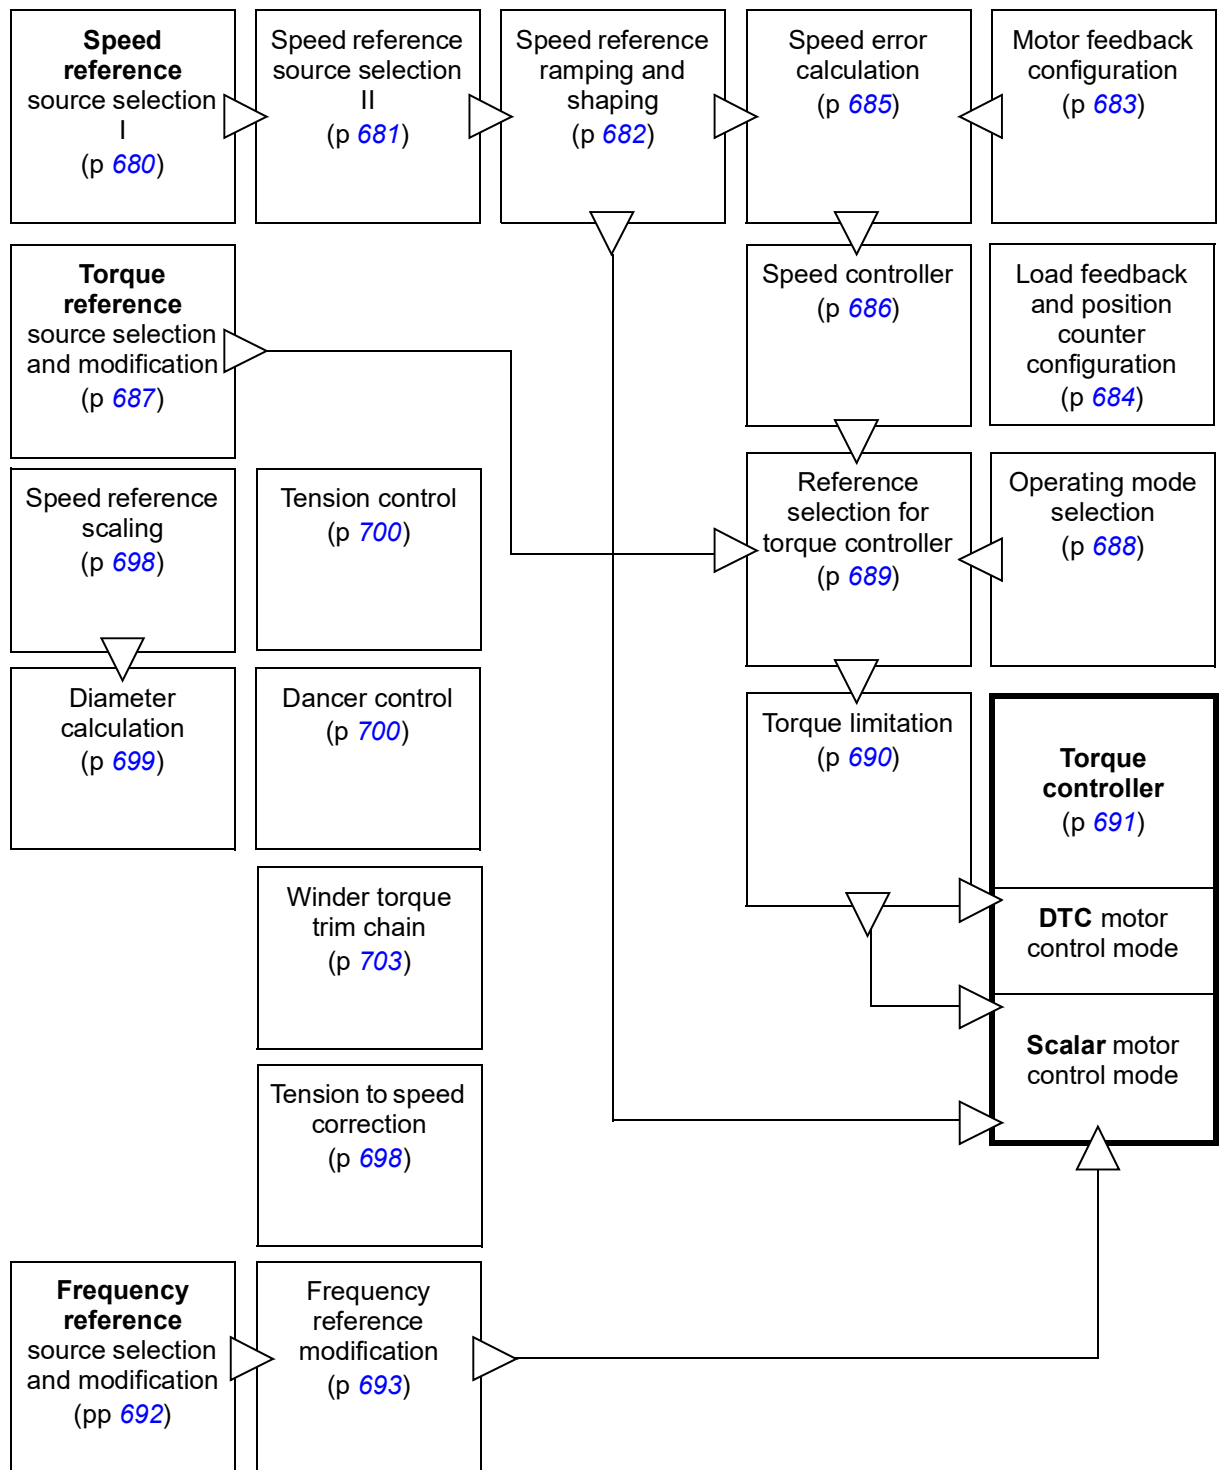 Speed
reference
source selection
I
(p 680)
Speed reference
source selection
II
(p 681)
Speed reference
ramping and
shaping
(p 682)
Speed error
calculation
(p 685)
Motor feedback
configuration
(p 683)
Torque
reference
source selection
and modification
(p 687)
Speed controller
(p 686)
Load feedback
and position
counter
configuration
(p 684)
Speed reference
scaling
(p 698)
Tension control
(p 700)
Reference
selection for
torque controller
(p 689)
Operating mode
selection
(p 688)
Diameter
calculation
(p 699)
Dancer control
(p 700)
Torque limitation
(p 690)
Torque
controller
(p 691)
DTC motor
control mode
Scalar motor
control mode
Winder torque
trim chain
(p 703)
Tension to speed
correction
(p 698)
Frequency
reference
source selection
and modification
(pp 692)
Frequency
reference
modification
(p 693)